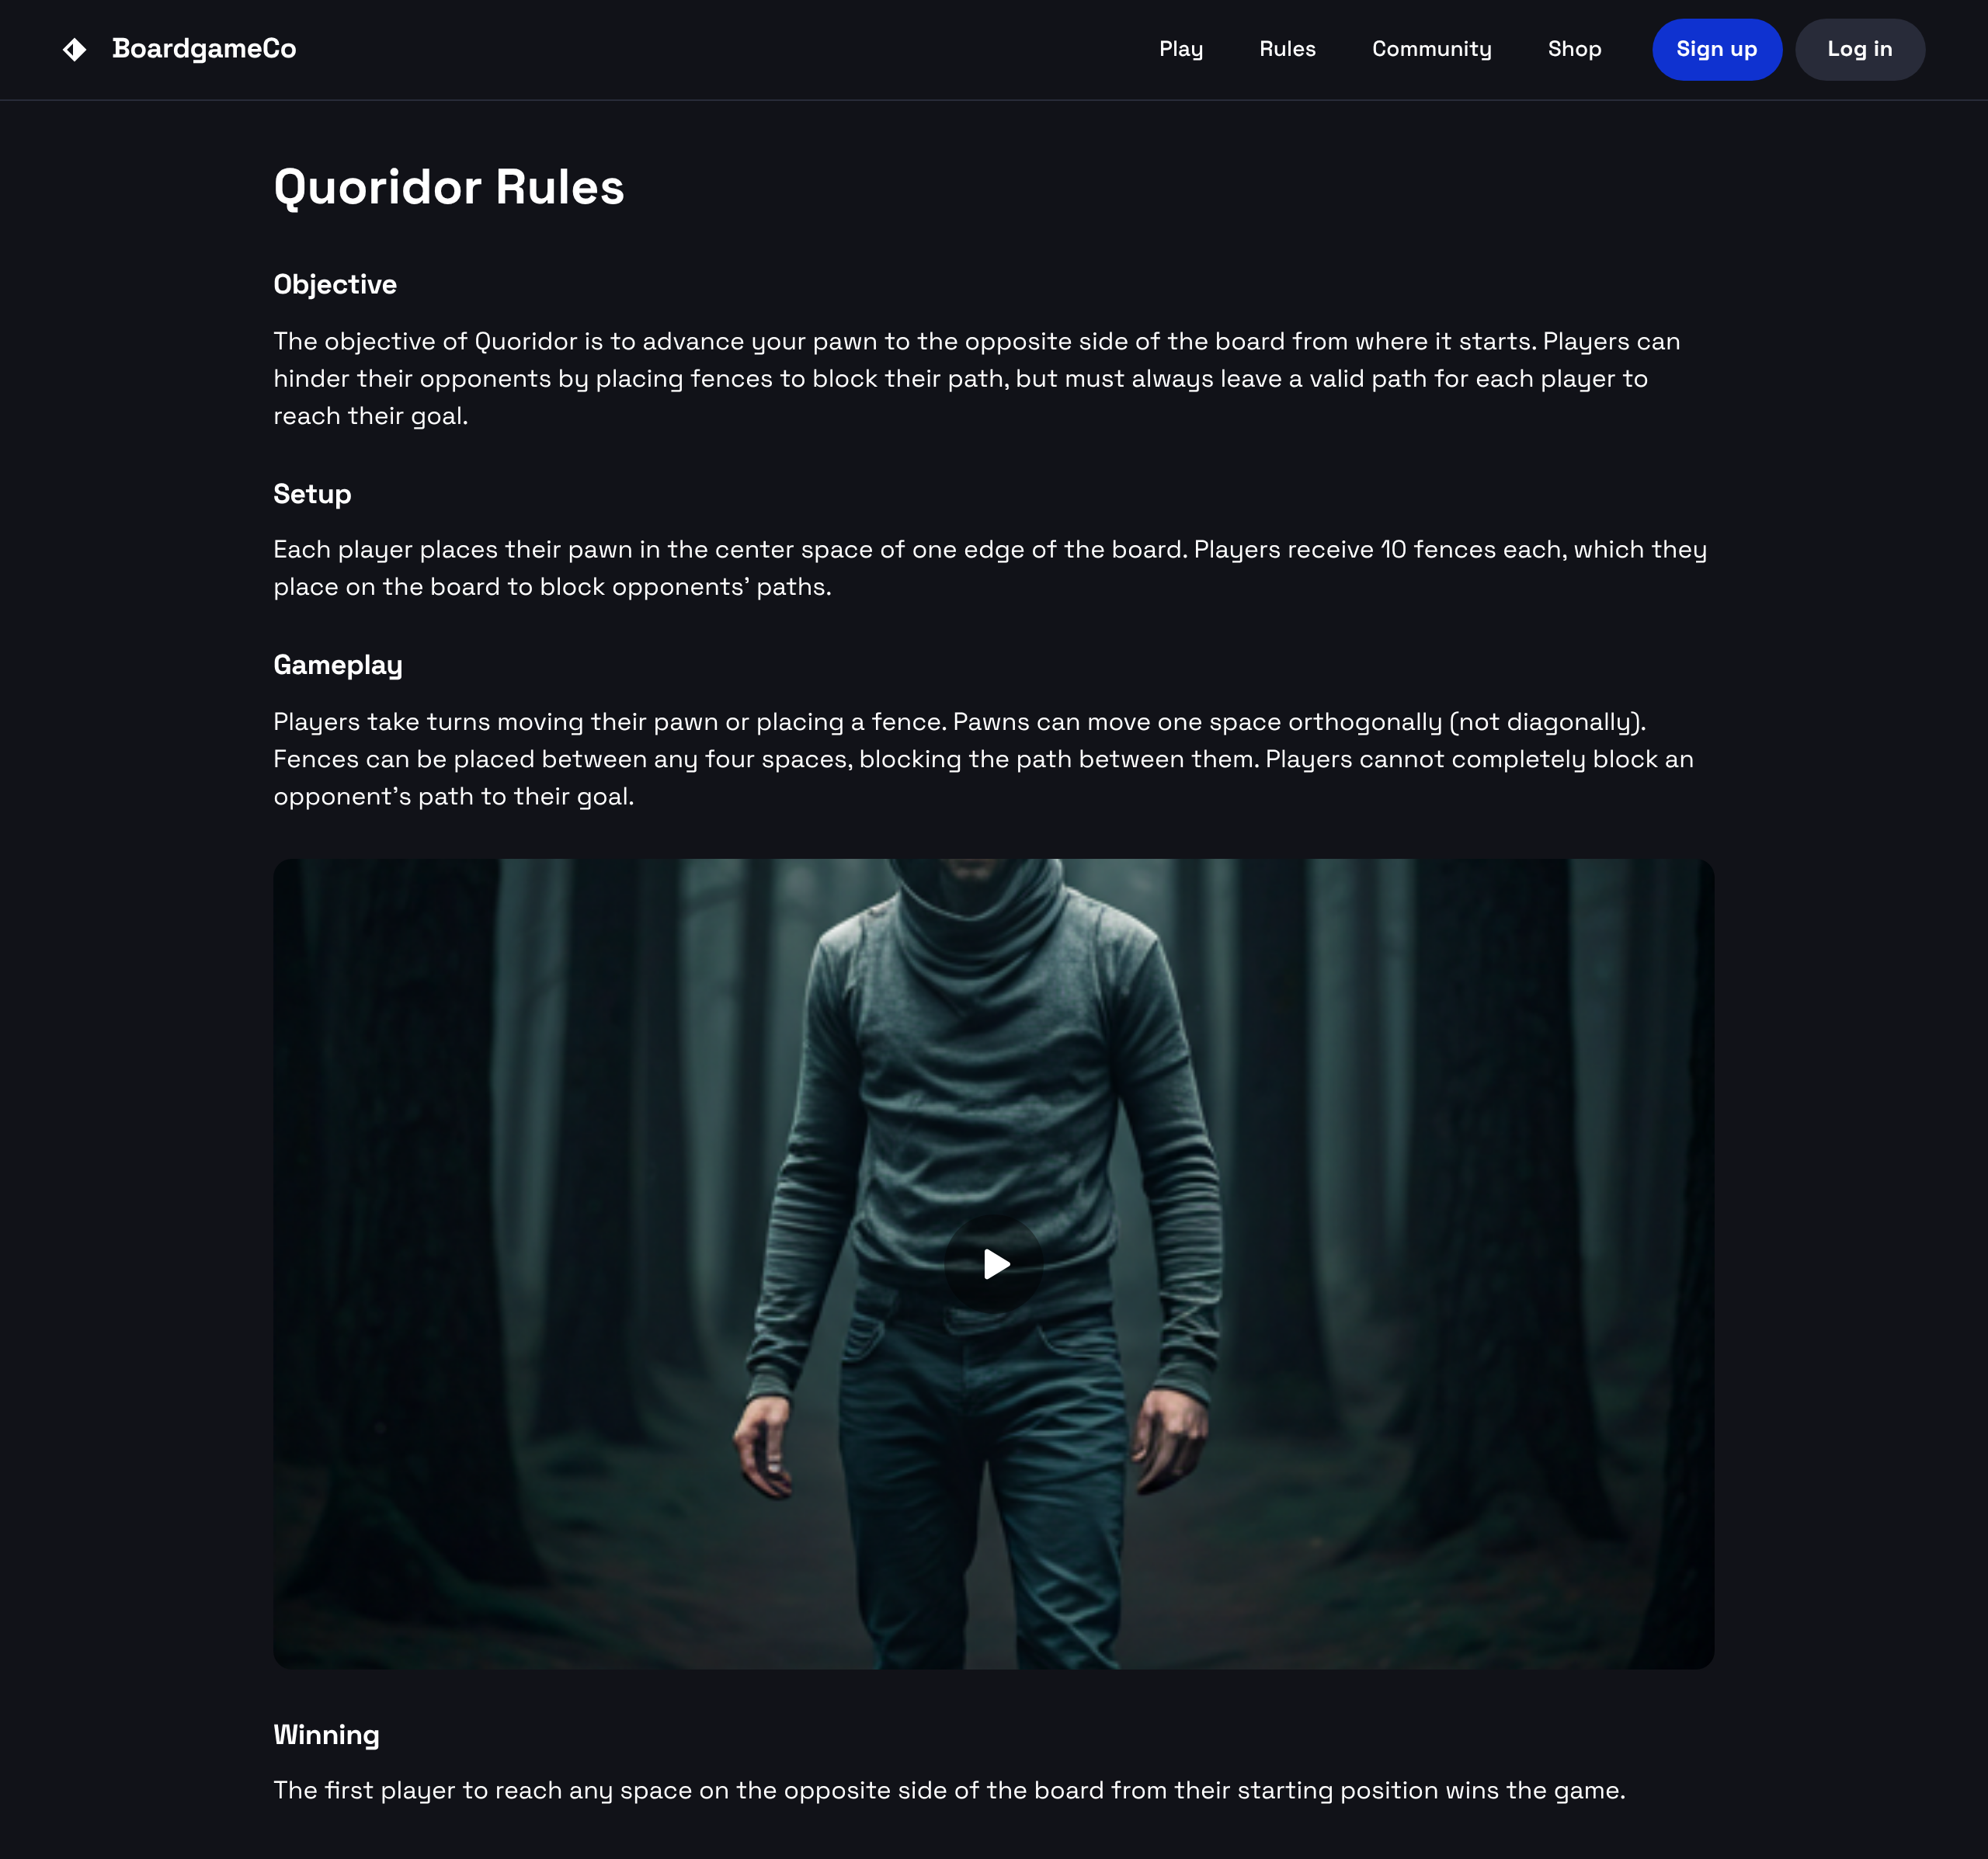 BoardgameCo
Play
Rules
Community
Shop
Sign up
Log in
Quoridor Rules
Objective
The objective of Quoridor is to advance your pawn to the opposite side of the board from where it starts. Players can
hinder their opponents by placing fences to block their path, but must always leave a valid path for each player to
reach their goal.
Setup
Each player places their pawn in the center space of one edge of the board. Players receive 10 fences each, which they
place on the board to block opponents’ paths.
Gameplay
Players take turns moving their pawn or placing a fence. Pawns can move one space orthogonally (not diagonally).
Fences can be placed between any four spaces, blocking the path between them. Players cannot completely block an
opponent’s path to their goal.
Winning
The first player to reach any space on the opposite side of the board from their starting position wins the game.